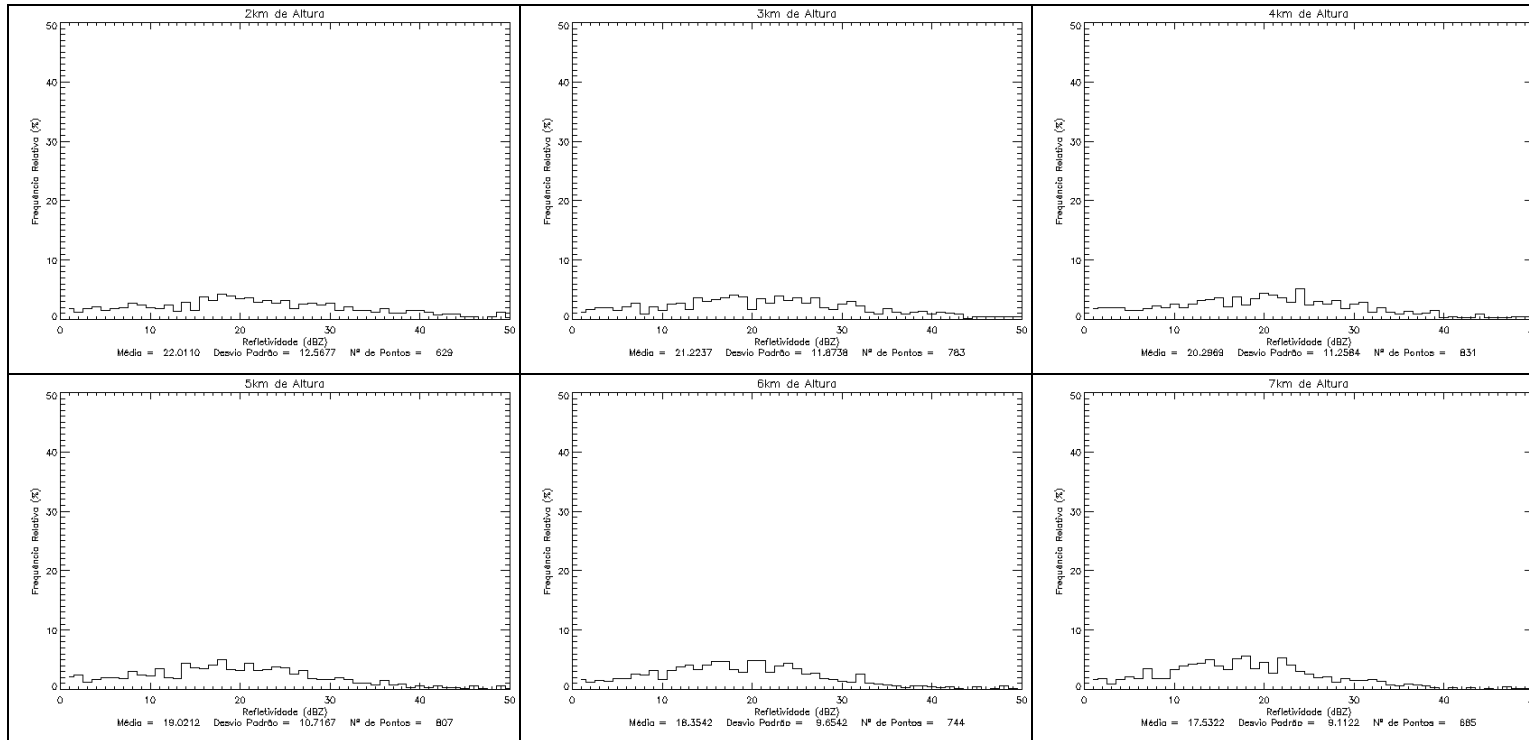 2km de Altura
50
40
30
20
10
0
Frequência Relativa (%)
0 10 20 30 40 50
Refletividade (dBZ)
Média = 22.0110 Desvio Padrão = 12.5677 Nº de Pontos = 629
3km de Altura
50
40
30
20
10
0
Frequência Relativa (%)
0 10 20 30 40 50
Refletividade (dBZ)
Média = 21.2237 Desvio Padrão = 11.8738 Nº de Pontos = 783
4km de Altura
50
40
30
20
10
0
Frequência Relativa (%)
0 10 20 30 40
Refletividade (dBZ)
Média = 20.2969 Desvio Padrão = 11.2584 Nº de Pontos = 831
5km de Altura
50
40
30
20
10
0
Frequência Relativa (%)
0 10 20 30 40 50
Refletividade (dBZ)
Média = 19.0212 Desvio Padrão = 10.7167 Nº de Pontos = 807
6km de Altura
50
40
30
20
10
0
Frequência Relativa (%)
0 10 20 30 40 50
Refletividade (dBZ)
Média = 18.3542 Desvio Padrão = 9.6542 Nº de Pontos = 744
7km de Altura
50
40
30
20
10
0
Frequência Relativa (%)
0 10 20 30 40
Refletividade (dBZ)
Média = 17.5322 Desvio Padrão = 9.1122 Nº de Pontos = 685